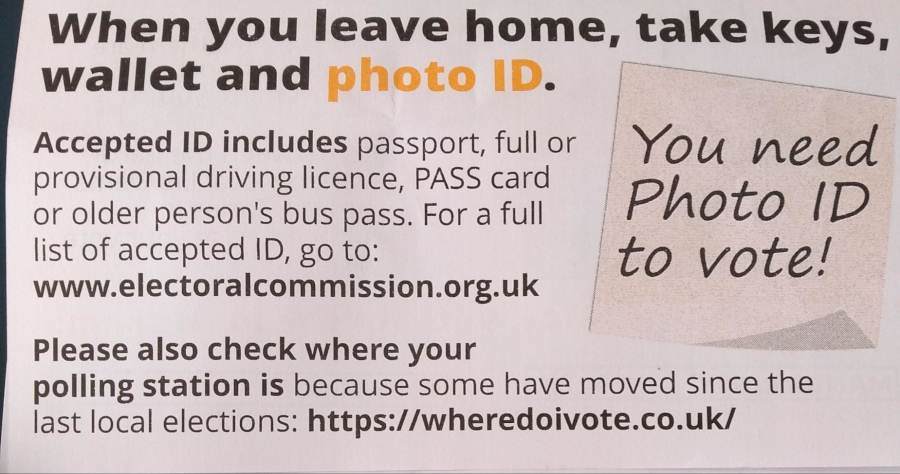 When you leave home, take keys,
wallet and photo ID.
Accepted ID includes passport, full or
provisional driving licence, PASS card
or older person's bus pass. For a full
list of accepted ID, go to:
www.electoralcommission.org.uk
You need
Photo ID
to vote!
Please also check where your
polling station is because some have moved since the
last local elections: https://wheredoivote.co.uk/